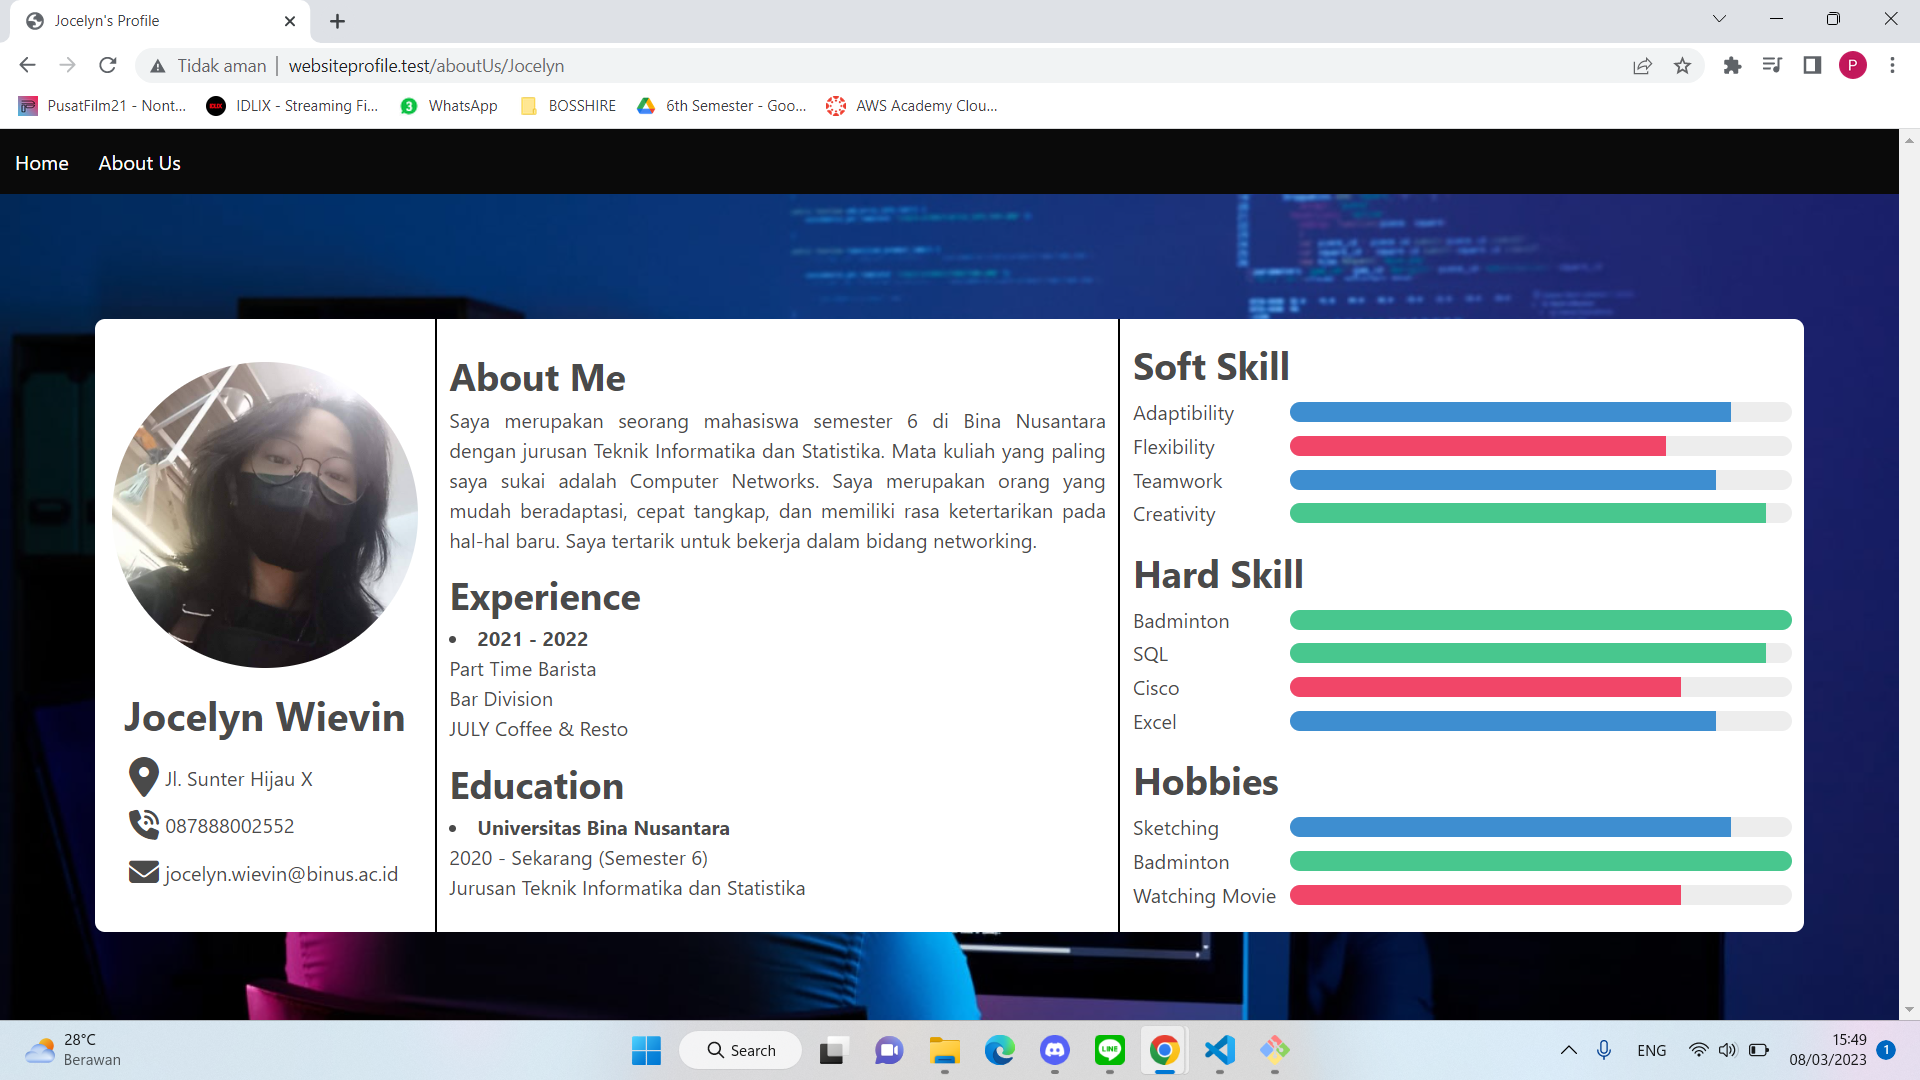 Jocelyn's Profile
Tidak aman | websiteprofile.test/aboutUs/Jocelyn
P
PusatFilm21 - Nont...
IDLIX - Streaming Fi...
3 WhatsApp
BOSSHIRE
6th Semester - Goo...
AWS Academy Clou...
Home
About Us
Jocelyn Wievin
Jl. Sunter Hijau X
087888002552
jocelyn.wievin@binus.ac.id
About Me
Saya merupakan seorang mahasiswa semester 6 di Bina Nusantara
dengan jurusan Teknik Informatika dan Statistika. Mata kuliah yang paling
saya sukai adalah Computer Networks. Saya merupakan orang yang
mudah beradaptasi, cepat tangkap, dan memiliki rasa ketertarikan pada
hal-hal baru. Saya tertarik untuk bekerja dalam bidang networking.
Experience
• 2021 - 2022
Part Time Barista
Bar Division
JULY Coffee & Resto
Education
• Universitas Bina Nusantara
2020 - Sekarang (Semester 6)
Jurusan Teknik Informatika dan Statistika
Soft Skill
Adaptibility
Flexibility
Teamwork
Creativity
Hard Skill
Badminton
SQL
Cisco
Excel
Hobbies
Sketching
Badminton
Watching Movie
28°C
Berawan
Search
LINE
ENG
15:49
08/03/2023
1